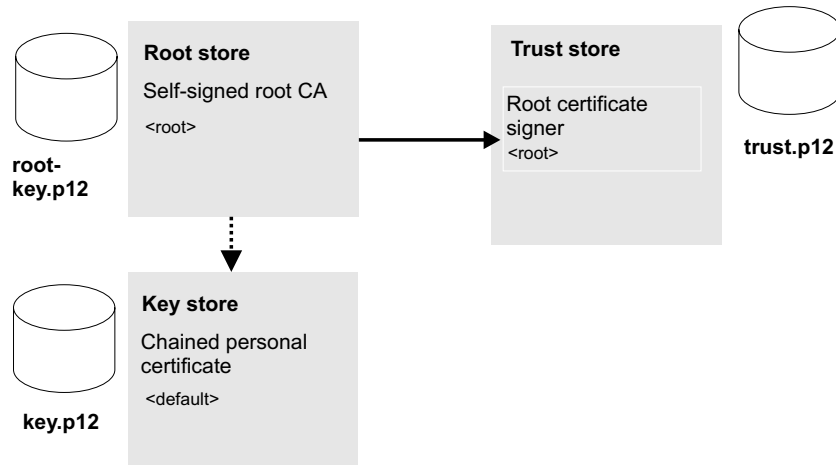 Root store
Self-signed root CA
<root>
root-
key.p12
Trust store
Root certificate
signer
<root>
trust.p12
Key store
Chained personal
certificate
<default>
key.p12